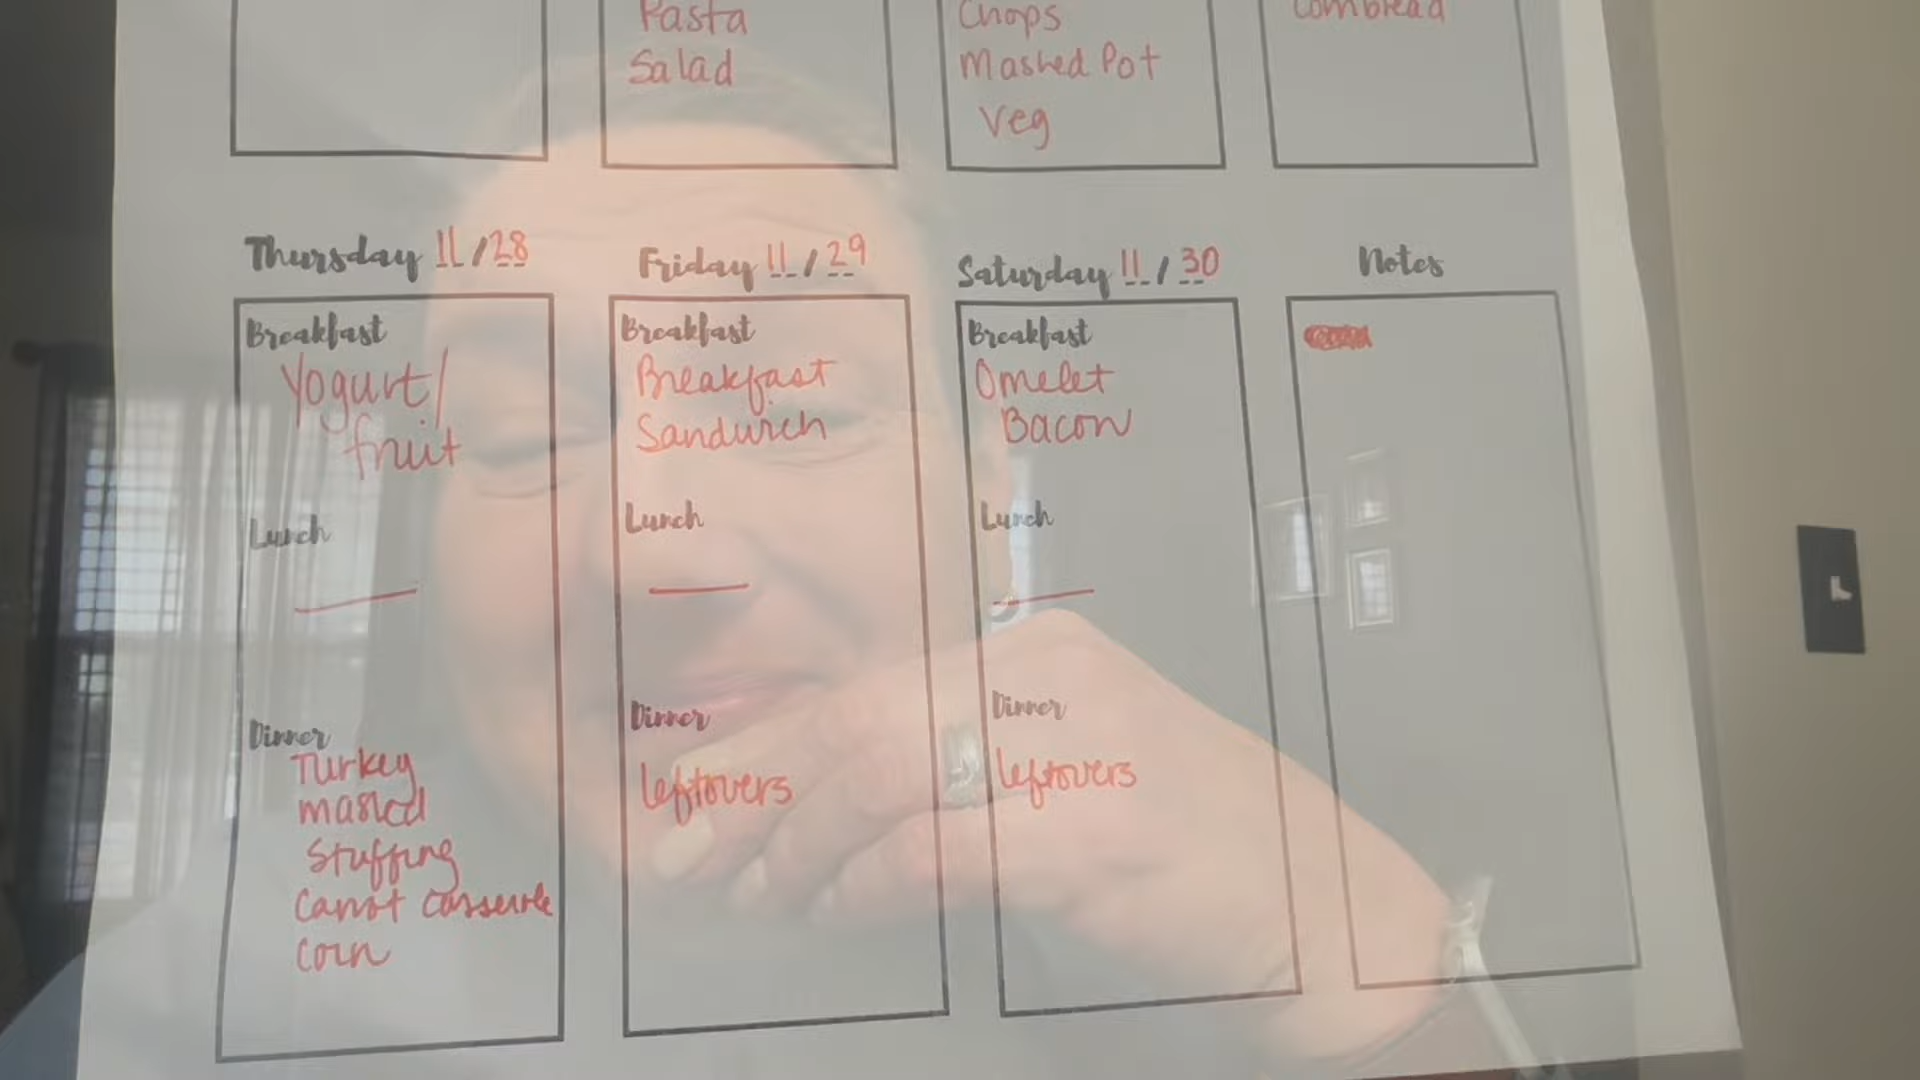 Pasta
Salad
Chops
Mashed Pot
Veg
Cornbread
Thursday 11/28
Friday 11/29
Saturday 11/30
Notes
Breakfast
Yogurt/
fruit
Lunch
Dinner
Turkey
mashed
Stuffing
Carrot Casserole
Corn
Breakfast
Breakfast
Sandwich
Lunch
Dinner
leftovers
Breakfast
Omelet
Bacon
Lunch
Dinner
leftovers